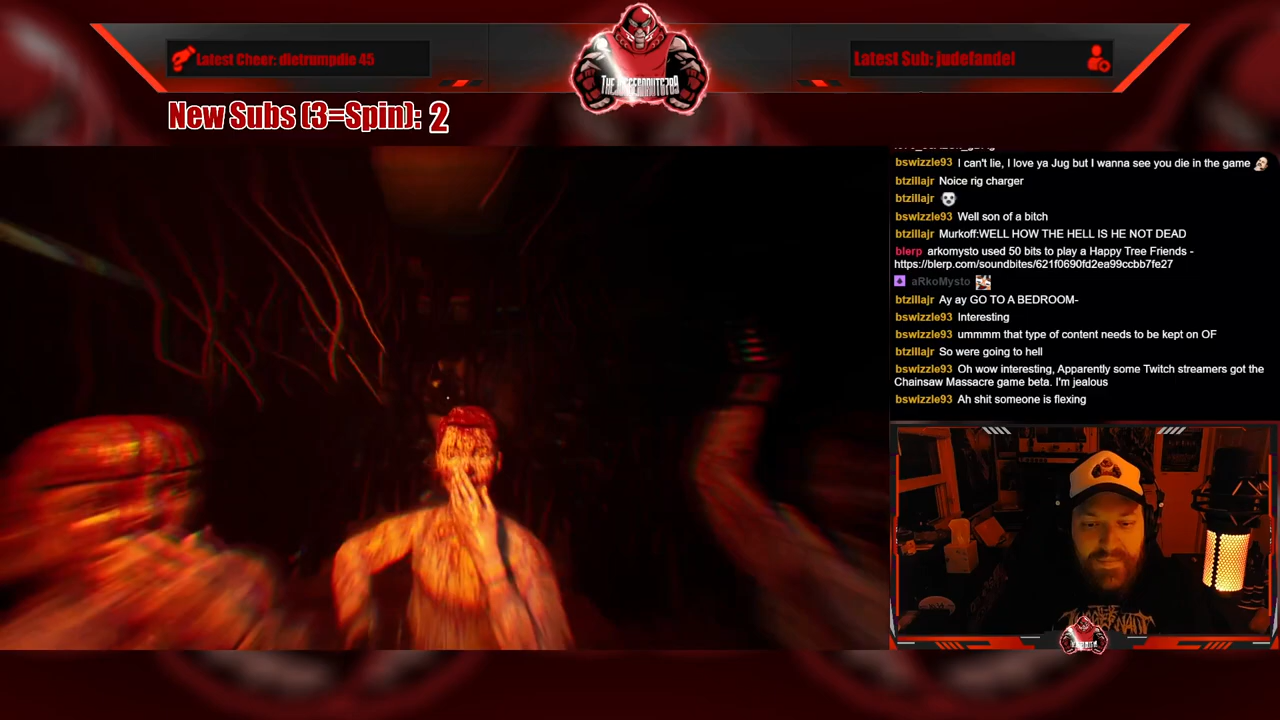 Latest Cheer: dietrumpdie 45
Latest Sub: judefandel
New Subs (3=Spin): 2
bswizzle93 I can't lie, I love ya Jug but I wanna see you die in the game
btzillajr Noice rig charger
btzillajr
bswizzle93 Well son of a bitch
btzillajr Murkoff:WELL HOW THE HELL IS HE NOT DEAD
blerp arkomysto used 50 bits to play a Happy Tree Friends -
https://blerp.com/soundbites/621f0690fd2ea99ccbb7fe27
aRkoMysto
btzillajr Ay ay GO TO A BEDROOM-
bswizzle93 Interesting
bswizzle93 ummmm that type of content needs to be kept on OF
btzillajr So were going to hell
bswizzle93 Oh wow interesting, Apparently some Twitch streamers got the
Chainsaw Massacre game beta. I'm jealous
bswizzle93 Ah shit someone is flexing